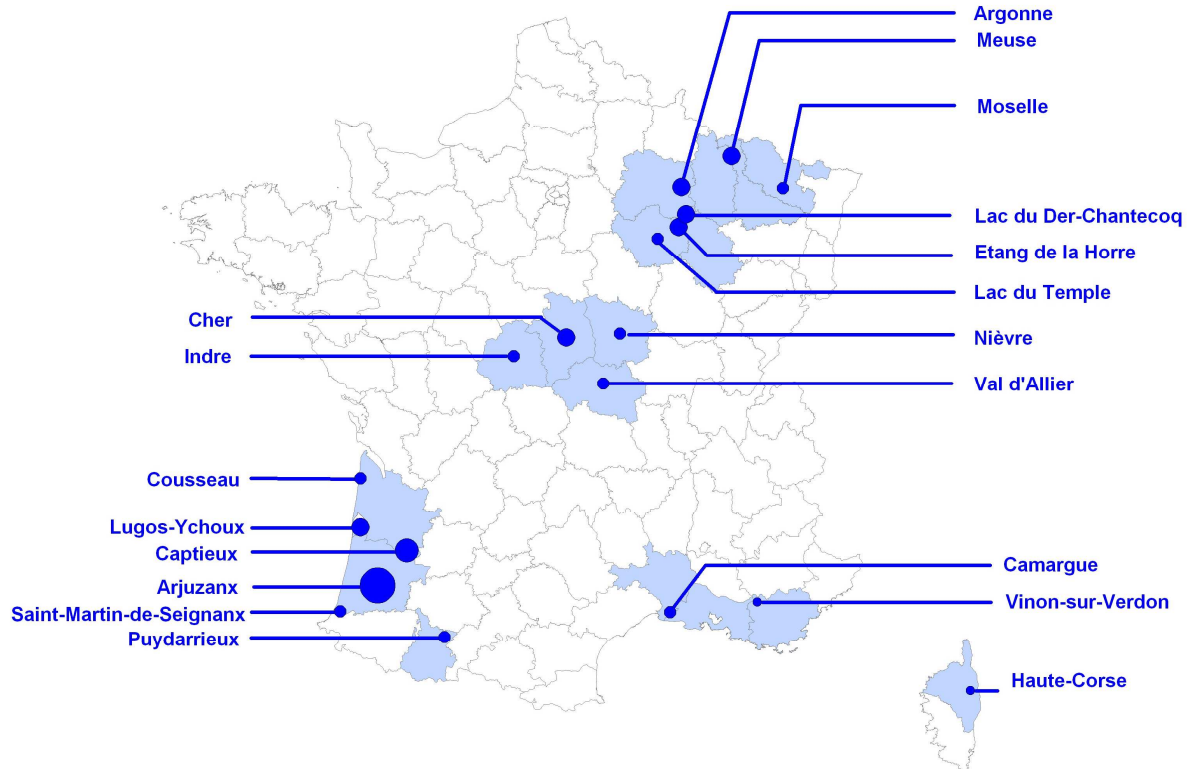 Argonne
Meuse
Moselle
Lac du Der-Chantecoq
Etang de la Horre
Lac du Temple
Cher
Nièvre
Indre
Val d'Allier
Cousseau
Lugos-Ychoux
Captieux
Camargue
Arjuzanx
Vinon-sur-Verdon
Saint-Martin-de-Seignanx
Puydarrieux
Haute-Corse